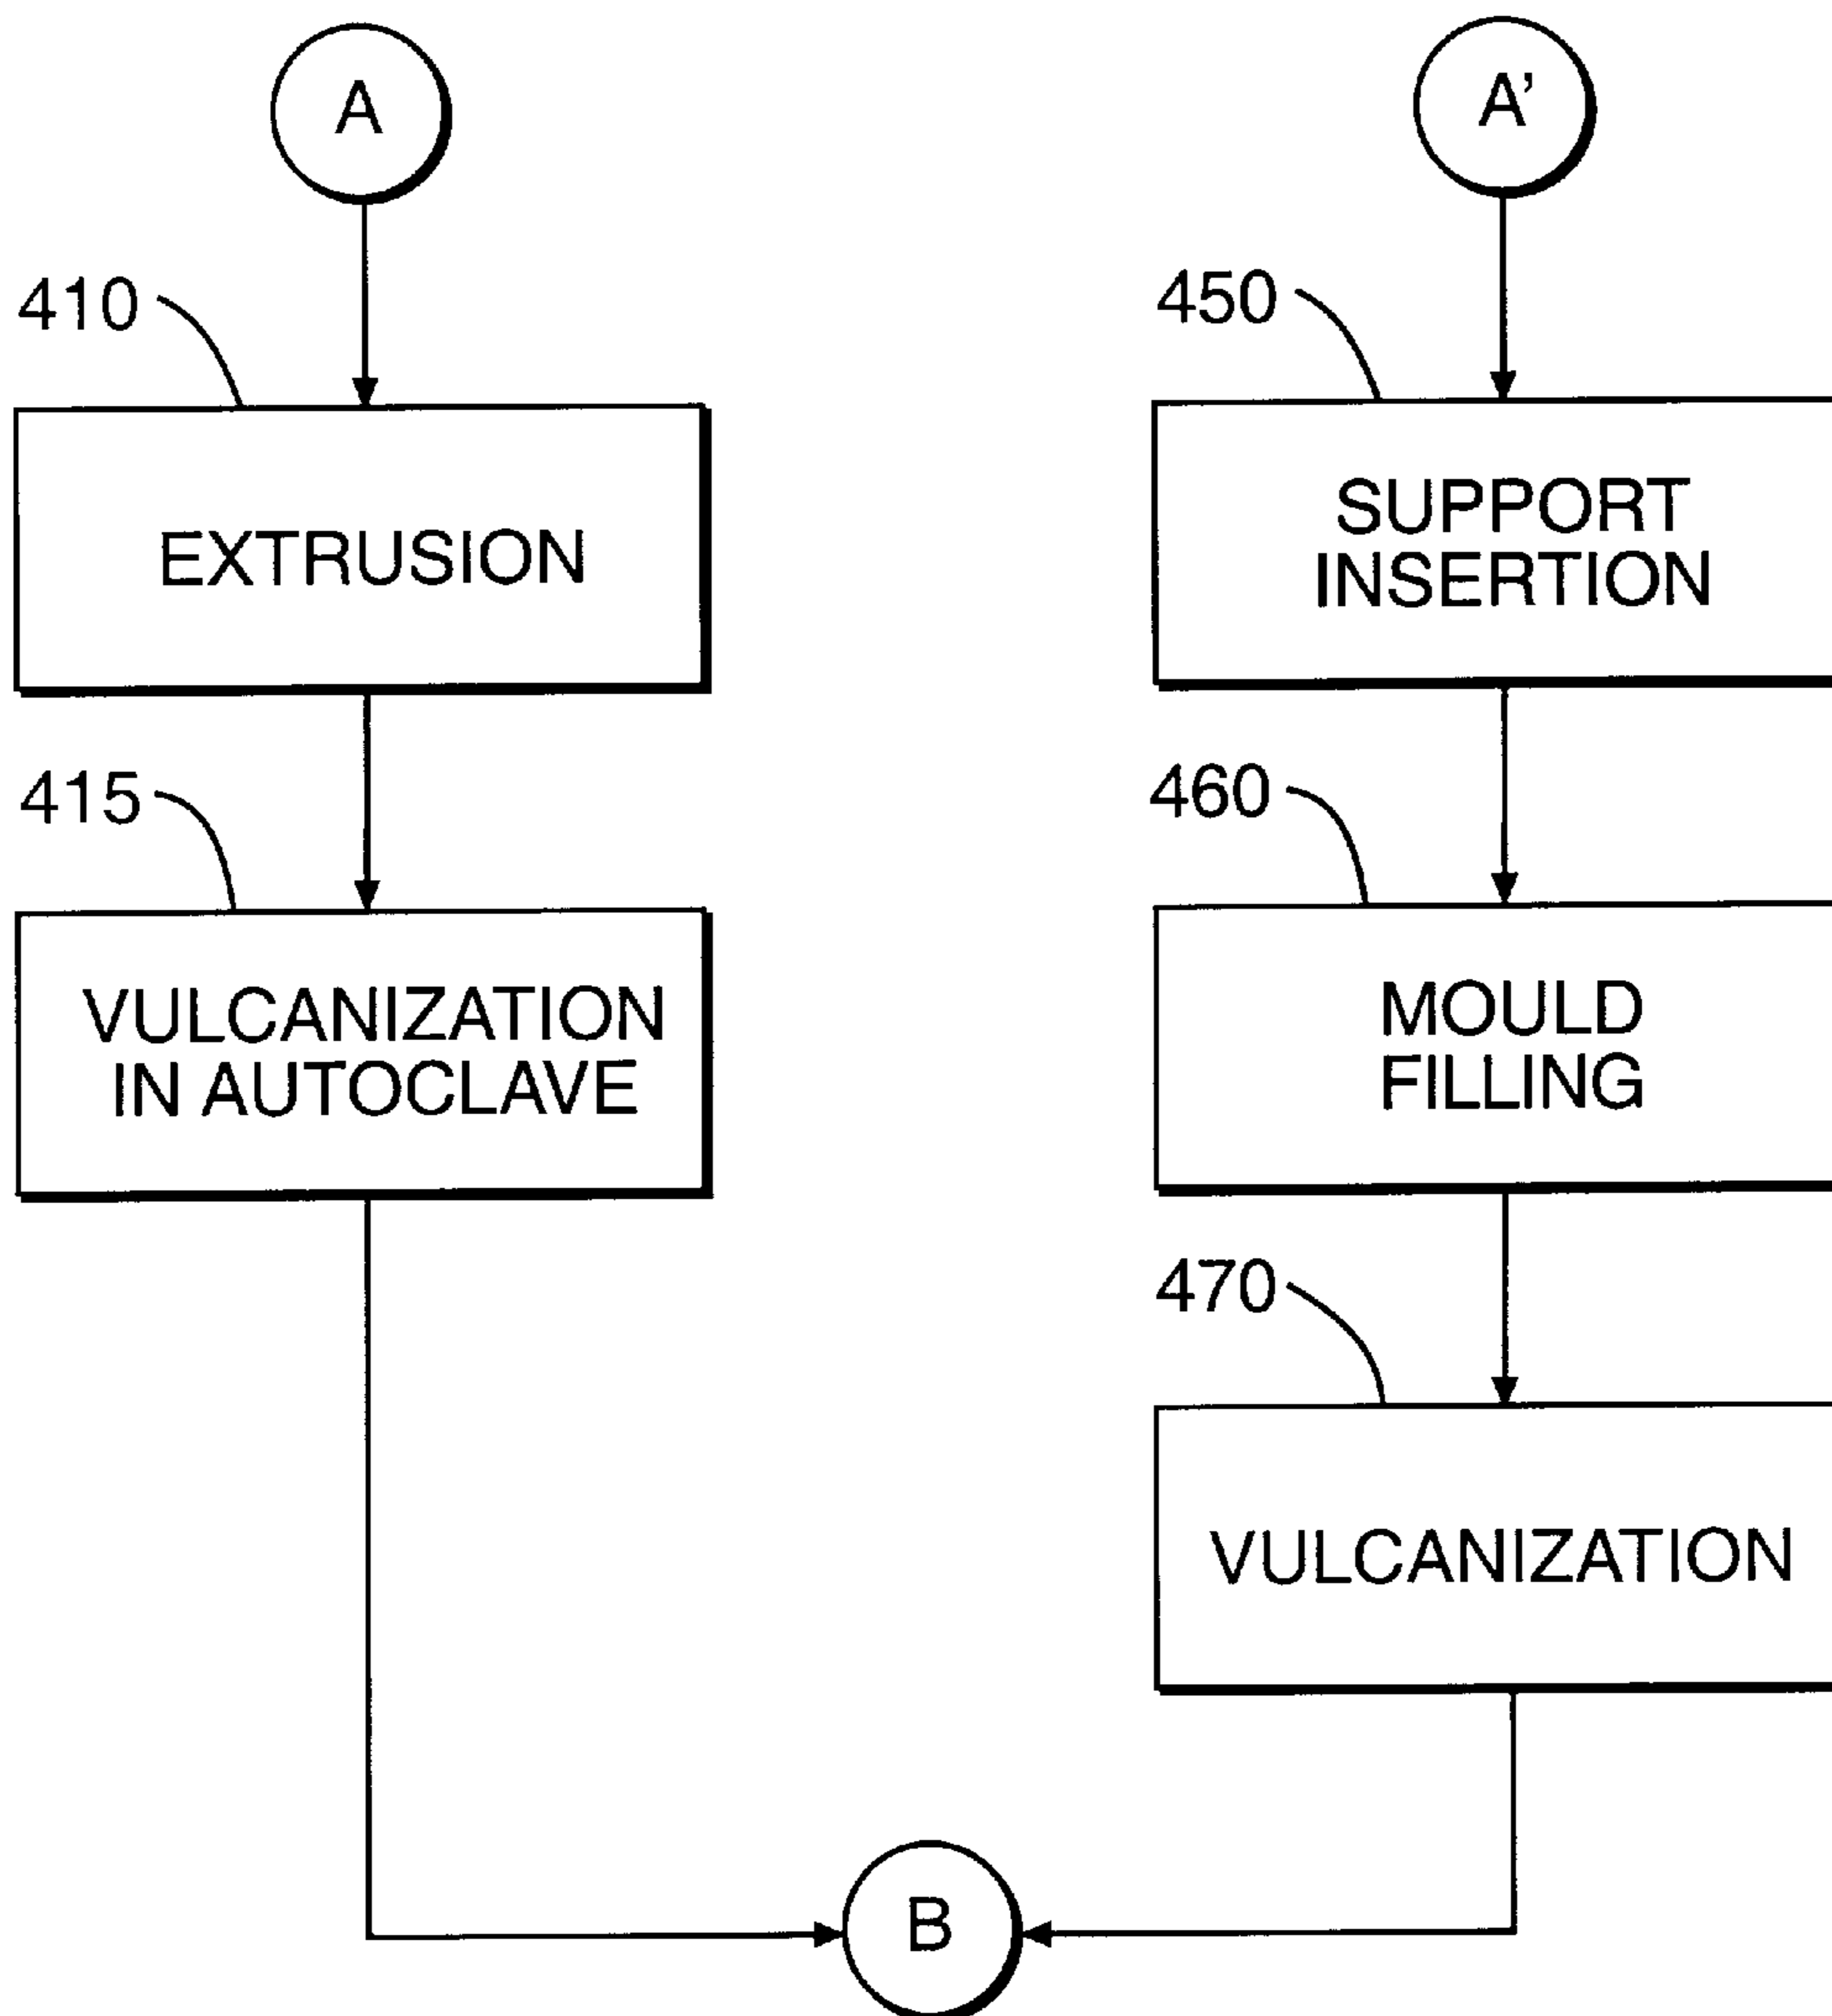 A
A'
410
450
EXTRUSION
SUPPORT
INSERTION
415
460
VULCANIZATION
IN AUTOCLAVE
MOULD
FILLING
470
VULCANIZATION
B